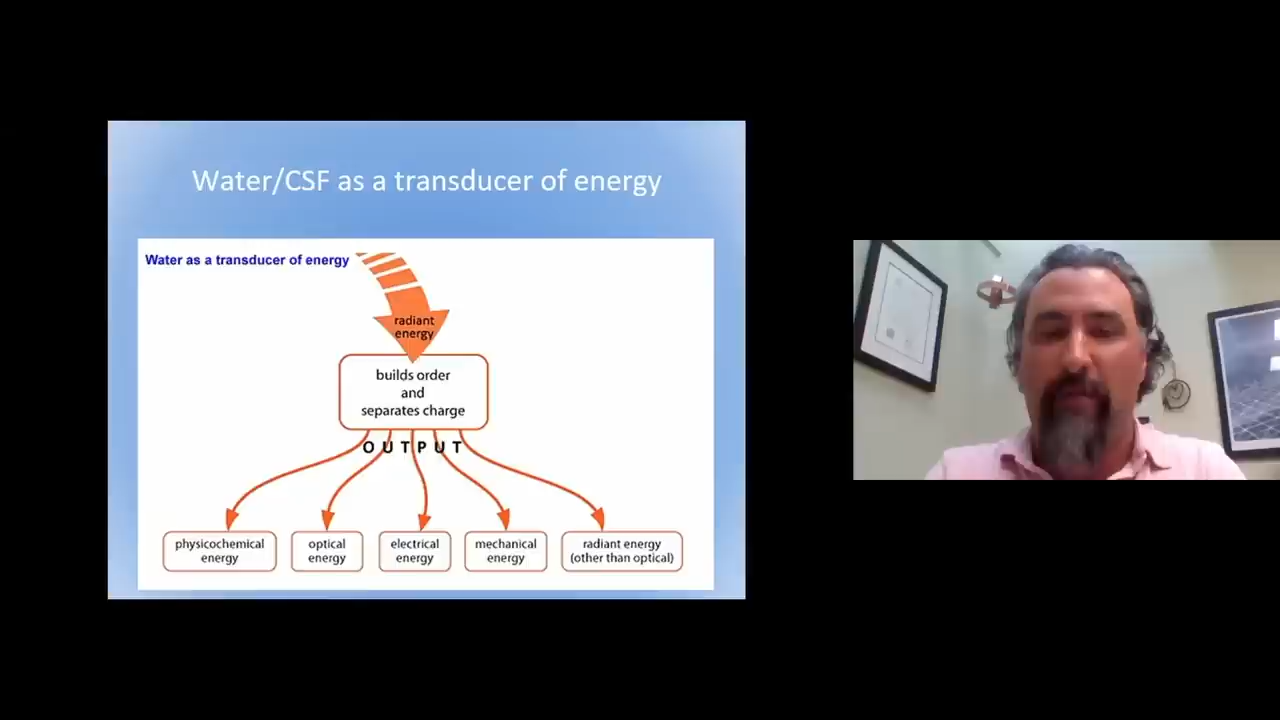 Water/CSF as a transducer of energy
Water as a transducer of energy
radiant
energy
builds order
and
separates charge
OUTPUT
physicochemical
energy
optical
energy
electrical
energy
mechanical
energy
radiant energy
(other than optical)